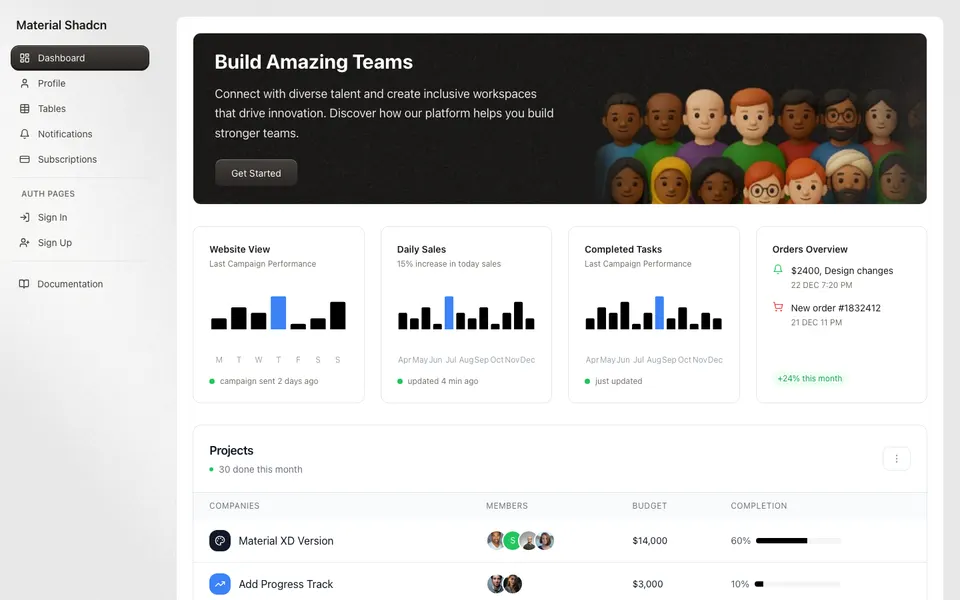 Material Shadcn
Dashboard
Profile
Tables
Notifications
Subscriptions
AUTH PAGES
Sign In
Sign Up
Documentation
Build Amazing Teams
Connect with diverse talent and create inclusive workspaces
that drive innovation. Discover how our platform helps you build
stronger teams.
Get Started
Website View
Last Campaign Performance
M T W T F S S
campaign sent 2 days ago
Daily Sales
15% increase in today sales
Apr May Jun Jul Aug Sep Oct Nov Dec
updated 4 min ago
Completed Tasks
Last Campaign Performance
Apr May Jun Jul Aug Sep Oct Nov Dec
just updated
Orders Overview
$2400, Design changes
22 DEC 7:20 PM
New order #1832412
21 DEC 11 PM
+24% this month
Projects
30 done this month
COMPANIES MEMBERS BUDGET COMPLETION
Material XD Version S $14,000 60%
Add Progress Track $3,000 10%